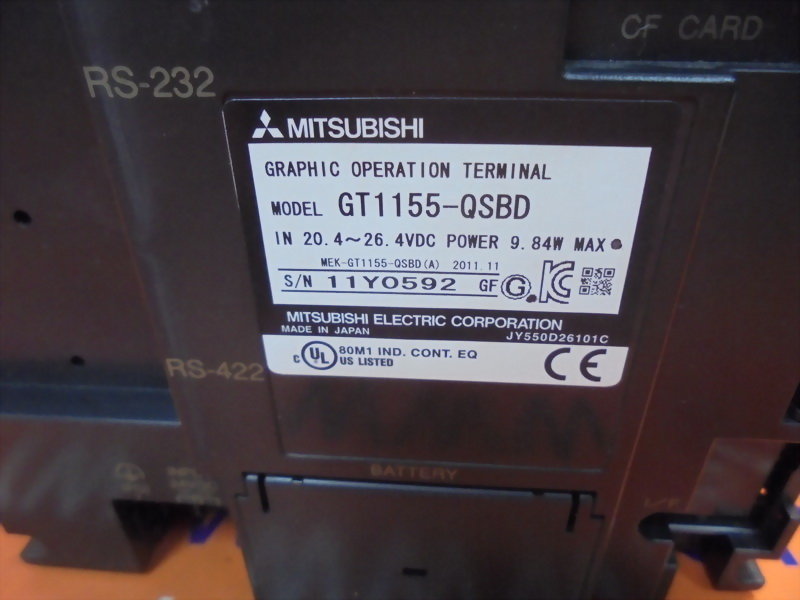 CF CARD
RS-232
MITSUBISHI
GRAPHIC OPERATION TERMINAL
MODEL GT1155-QSBD
IN 20.4~26.4VDC POWER 9.84W MAX
MEK-GT1155-QSBD(A) 2011.11
S/N 11Y0592 GF G KC
MITSUBISHI ELECTRIC CORPORATION
MADE IN JAPAN JY550D26101C
RS-422
c UL US LISTED 80M1 IND. CONT. EQ CE
BATTERY